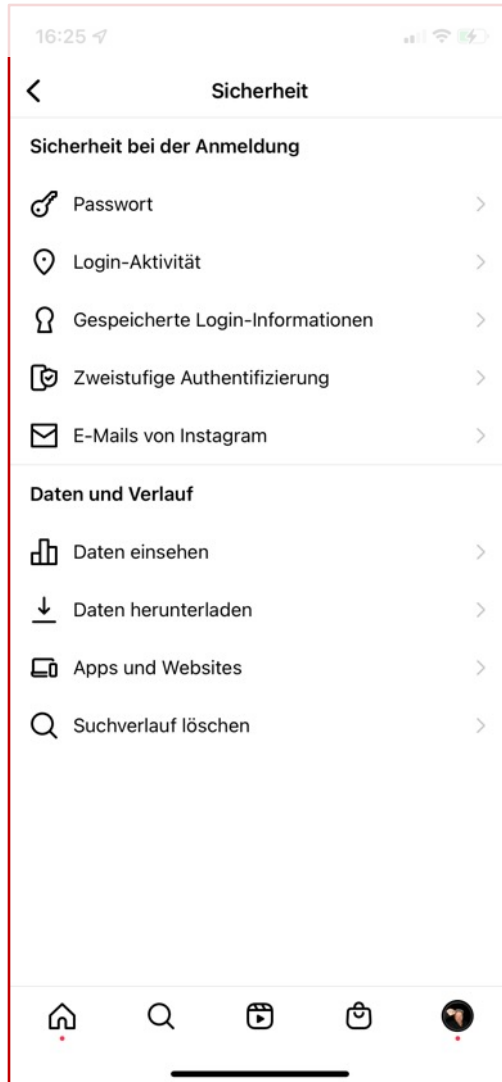 16:25
Sicherheit
Sicherheit bei der Anmeldung
Passwort
Login-Aktivität
Gespeicherte Login-Informationen
Zweistufige Authentifizierung
E-Mails von Instagram
Daten und Verlauf
Daten einsehen
Daten herunterladen
Apps und Websites
Suchverlauf löschen